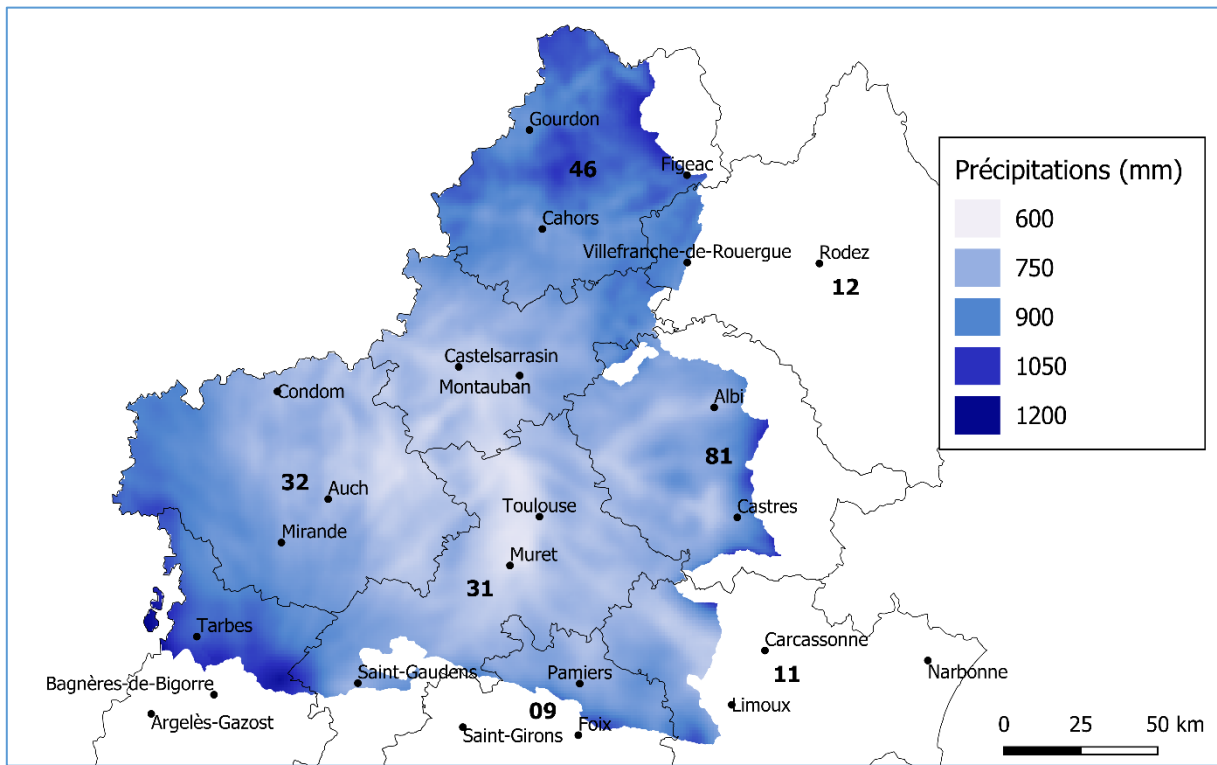 Gourdon
46
Figeac
Cahors
Villefranche-de-Rouergue
Rodez
12
Précipitations (mm)
600
750
900
1050
1200
Castelsarrasin
Montauban
Condom
Albi
81
32
Auch
Toulouse
Castres
Mirande
Muret
31
Tarbes
Carcassonne
11
Narbonne
Bagnères-de-Bigorre
Saint-Gaudens
Pamiers
Limoux
Argelès-Gazost
09
Saint-Girons
Foix
0 25 50 km